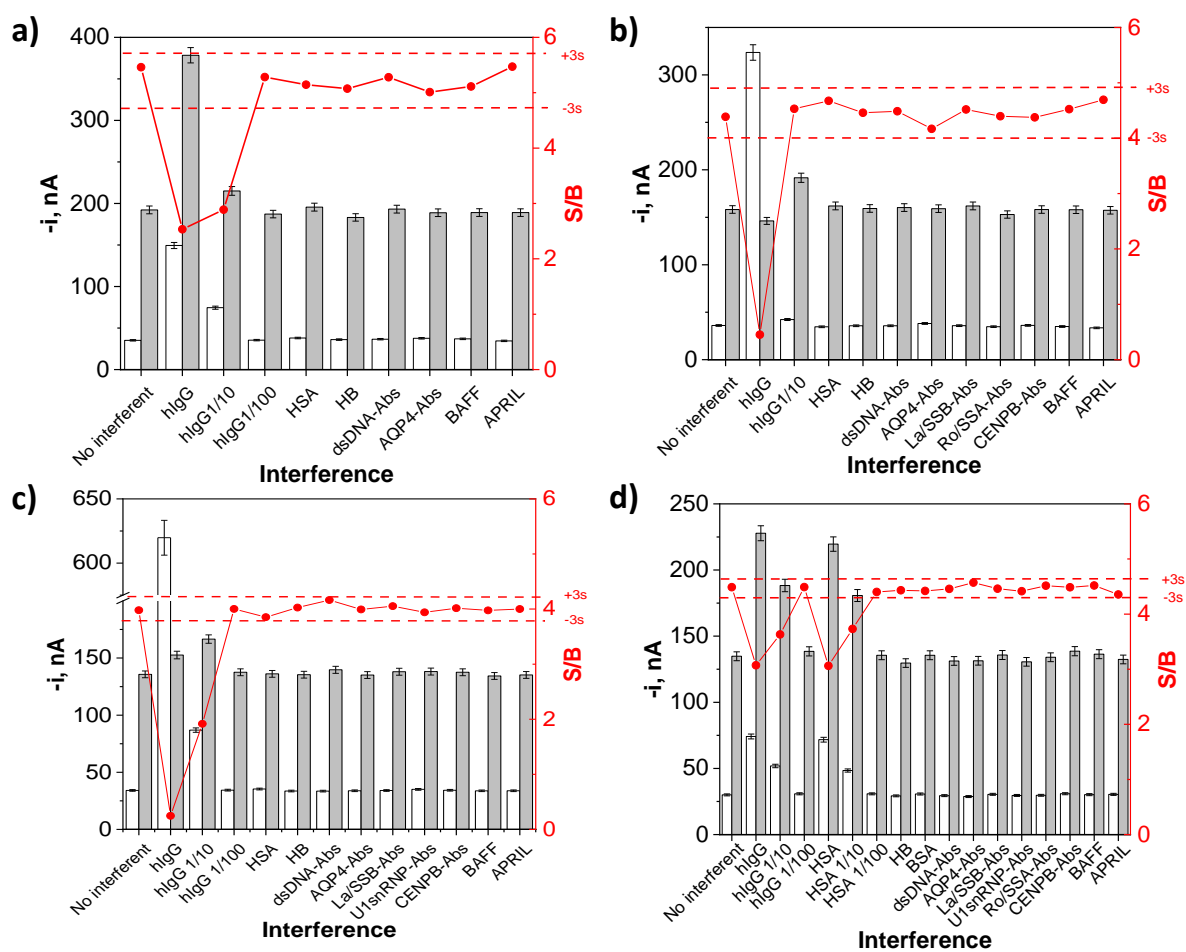 a)
400
300
200
100
0
-i, nA
6
4
2
0
S/B
+3s
-3s
No interferent
hIgG
hIgG1/10
hIgG1/100
HSA
HB
dsDNA-Abs
AQP4-Abs
BAFF
APRIL
Interference
b)
300
200
100
0
-i, nA
6
4
2
0
S/B
+3s
-3s
No interferent
hIgG
hIgG1/10
HSA
HB
dsDNA-Abs
AQP4-Abs
La/SSB-Abs
Ro/SSA-Abs
CENPB-Abs
BAFF
APRIL
Interference
c)
650
600
150
100
50
0
-i, nA
6
4
2
0
S/B
+3s
-3s
No interferent
hIgG
hIgG 1/10
hIgG 1/100
HSA
HB
dsDNA-Abs
AQP4-Abs
La/SSB-Abs
U1snRNP-Abs
CENPB-Abs
BAFF
APRIL
Interference
d)
250
200
150
100
50
0
-i, nA
6
4
2
0
S/B
+3s
-3s
No interferent
hIgG
hIgG 1/10
hIgG 1/100
HSA
HSA 1/10
HSA 1/100
HB
BSA
dsDNA-Abs
AQP4-Abs
La/SSB-Abs
U1snRNP-Abs
Ro/SSA-Abs
CENPB-Abs
BAFF
APRIL
Interference